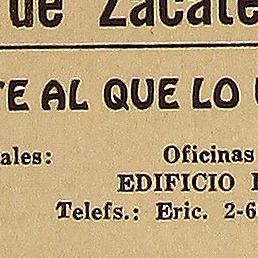 de Zacate
TE AL QUE LO
ales: Oficinas
EDIFICIO
Telefs.: Eric. 2-6